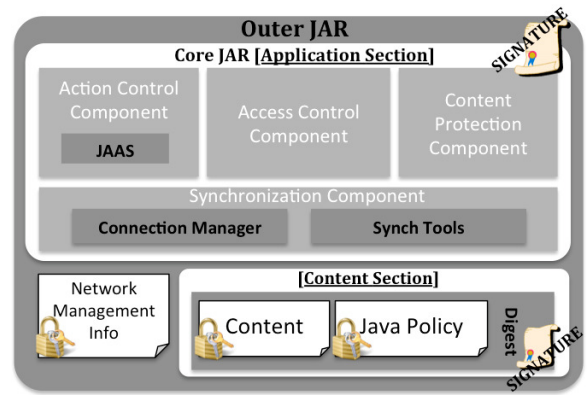 Outer JAR
SIGNATURE
Core JAR [Application Section]
Action Control
Component
JAAS
Access Control
Component
Content
Protection
Component
Synchronization Component
Connection Manager
Synch Tools
Network
Management
Info
[Content Section]
Content
Java Policy
Digest
SIGNATURE